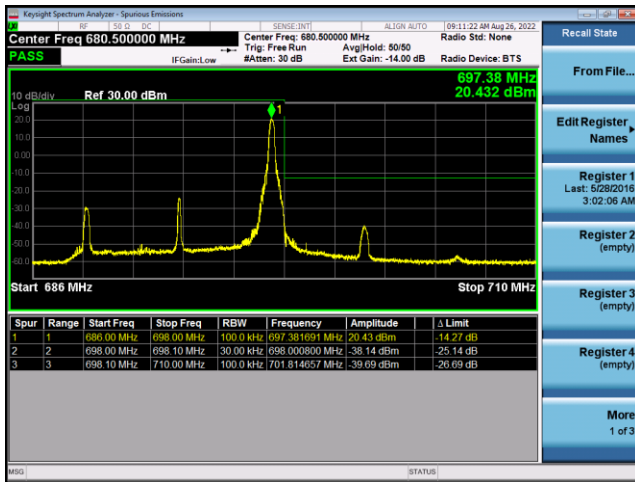 Keysight Spectrum Analyzer - Spurious Emissions
RF 50 Ω DC SENSE:INT ALIGN AUTO 09:11:22 AM Aug 26, 2022
Center Freq 680.500000 MHz
Center Freq: 680.500000 MHz Radio Std: None
Trig: Free Run Avg|Hold: 50/50
PASS IFGain:Low #Atten: 30 dB Ext Gain: -14.00 dB Radio Device: BTS
697.38 MHz
20.432 dBm
10 dB/div Ref 30.00 dBm
Log
1
20.0
10.0
0.00
-10.0
-20.0
-30.0
-40.0
-50.0
-60.0
Start 686 MHz Stop 710 MHz
Spur Range Start Freq Stop Freq RBW Frequency Amplitude Δ Limit
1 1 686.00 MHz 698.00 MHz 100.0 kHz 697.381691 MHz 20.43 dBm -14.27 dB
2 2 698.00 MHz 698.10 MHz 30.00 kHz 698.000800 MHz -38.14 dBm -25.14 dB
3 3 698.10 MHz 710.00 MHz 100.0 kHz 701.814657 MHz -39.69 dBm -26.69 dB
MSG STATUS
Recall State
From File...
Edit Register
Names
Register 1
Last: 5/28/2016
3:02:06 AM
Register 2
(empty)
Register 3
(empty)
Register 4
(empty)
More
1 of 3